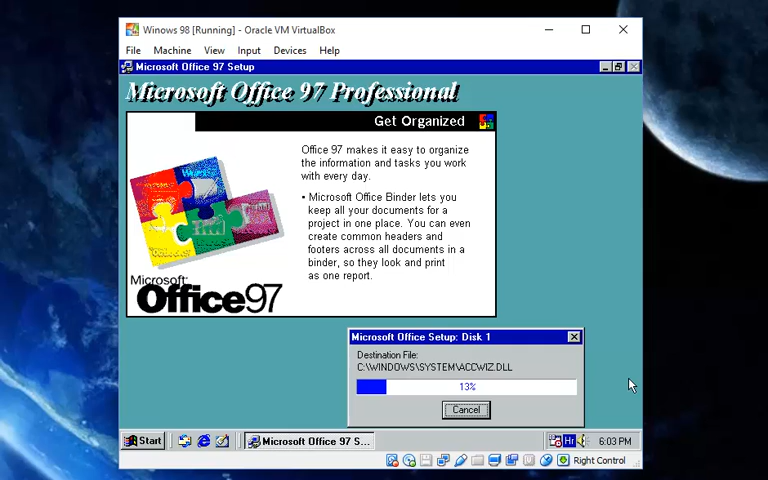 Winows 98 [Running] - Oracle VM VirtualBox
File Machine View Input Devices Help
Microsoft Office 97 Setup
Microsoft Office 97 Professional
Get Organized
Office 97 makes it easy to organize
the information and tasks you work
with every day.
• Microsoft Office Binder lets you
keep all your documents for a
project in one place. You can even
create common headers and
footers across all documents in a
binder, so they look and print
as one report.
Microsoft
Office97
Microsoft Office Setup: Disk 1
Destination File:
C:\WINDOWS\SYSTEM\ACCWIZ.DLL
13%
Cancel
Start Microsoft Office 97 S... Hr 6:03 PM
Right Control